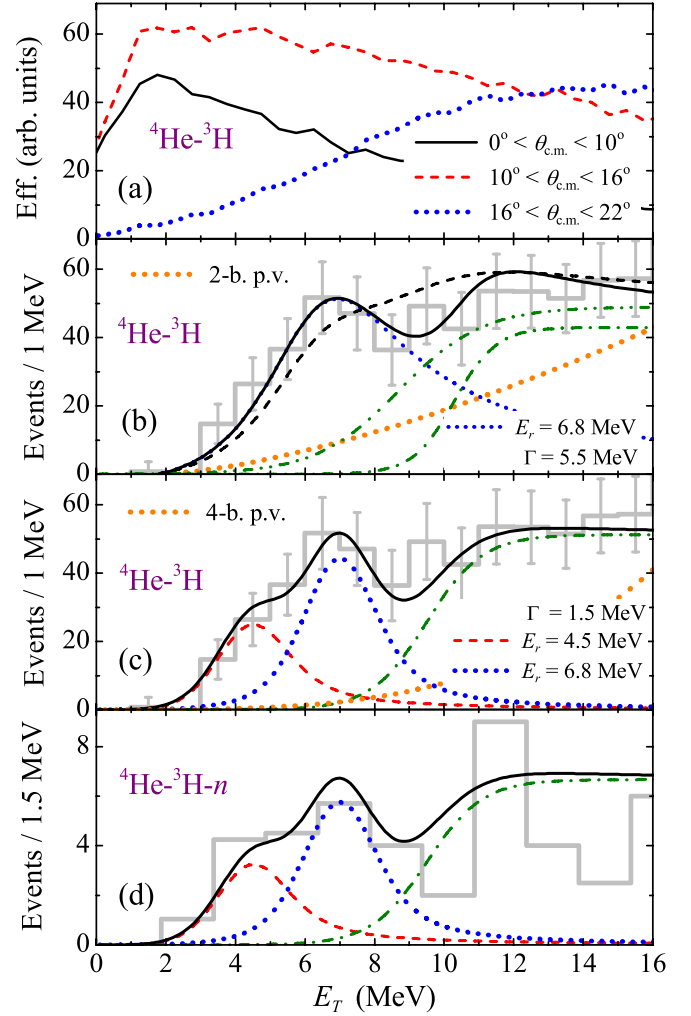 60
40
20
0
Eff. (arb. units)
⁴He-³H
(a)
0° < θc.m. < 10°
10° < θc.m. < 16°
16° < θc.m. < 22°
60
40
20
0
Events / 1 MeV
2-b. p.v.
⁴He-³H
(b)
Eᵣ = 6.8 MeV
Γ = 5.5 MeV
60
40
20
0
Events / 1 MeV
4-b. p.v.
⁴He-³H
(c)
Γ = 1.5 MeV
Eᵣ = 4.5 MeV
Eᵣ = 6.8 MeV
8
4
0
Events / 1.5 MeV
⁴He-³H-n
(d)
0 2 4 6 8 10 12 14 16
E_T (MeV)